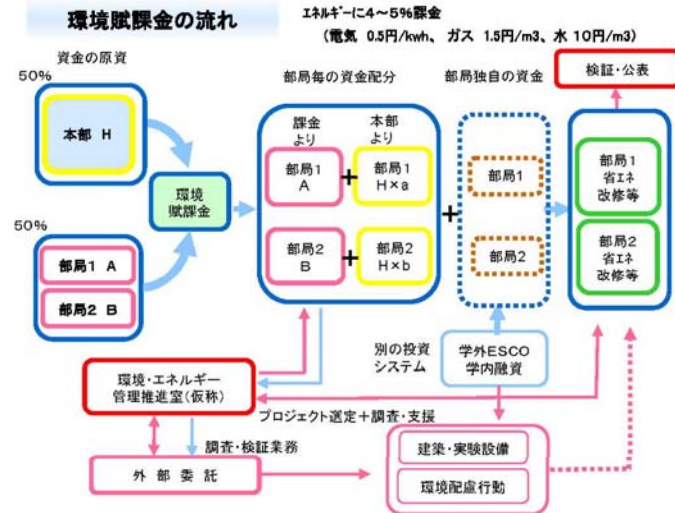 環境賦課金の流れ
エネルギーに4～5％課金
(電気 0.5円/kwh、ガス 1.5円/m3、水 10円/m3)
資金の原資
50%
本部 H
50%
部局1 A
部局2 B
環境
賦課金
部局毎の資金配分
課金
より
本部
より
部局1
A
+
部局1
H×a
部局2
B
+
部局2
H×b
+
部局独自の資金
部局1
部局2
検証・公表
部局1
省エネ
改修等
部局2
省エネ
改修等
別の投資
システム
学外ESCO
学内融資
環境・エネルギー
管理推進室(仮称)
プロジェクト選定＋調査・支援
調査・検証業務
外部委託
建築・実験設備
環境配慮行動